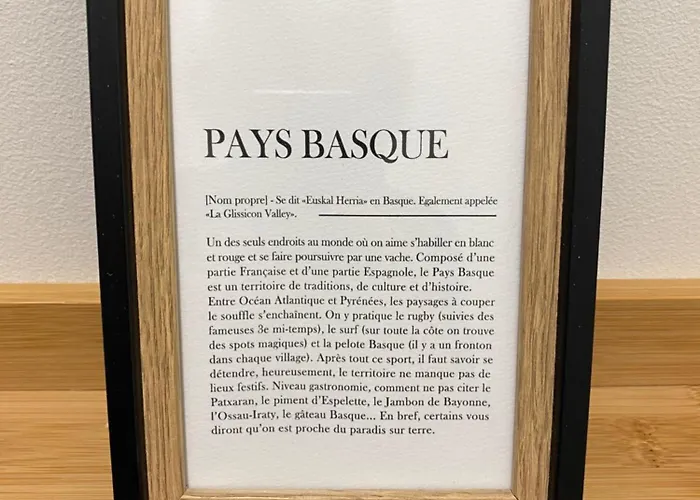 PAYS BASQUE
[Nom propre] - Se dit «Euskal Herria» en Basque. Egalement appelée
«La Glissicon Valley».
Un des seuls endroits au monde où on aime s'habiller en blanc
et rouge et se faire poursuivre par une vache. Composé d'une
partie Française et d'une partie Espagnole, le Pays Basque
est un territoire de traditions, de culture et d'histoire.
Entre Océan Atlantique et Pyrénées, les paysages à couper
le souffle s'enchaînent. On y pratique le rugby (suivies des
fameuses 3e mi-temps), le surf (sur toute la côte on trouve
des spots magiques) et la pelote Basque (il y a un fronton
dans chaque village). Après tout ce sport, il faut savoir se
détendre, heureusement, le territoire ne manque pas de
lieux festifs. Niveau gastronomie, comment ne pas citer le
Patxaran, le piment d'Espelette, le Jambon de Bayonne,
l'Ossau-Iraty, le gâteau Basque... En bref, certains vous
diront qu'on est proche du paradis sur terre.